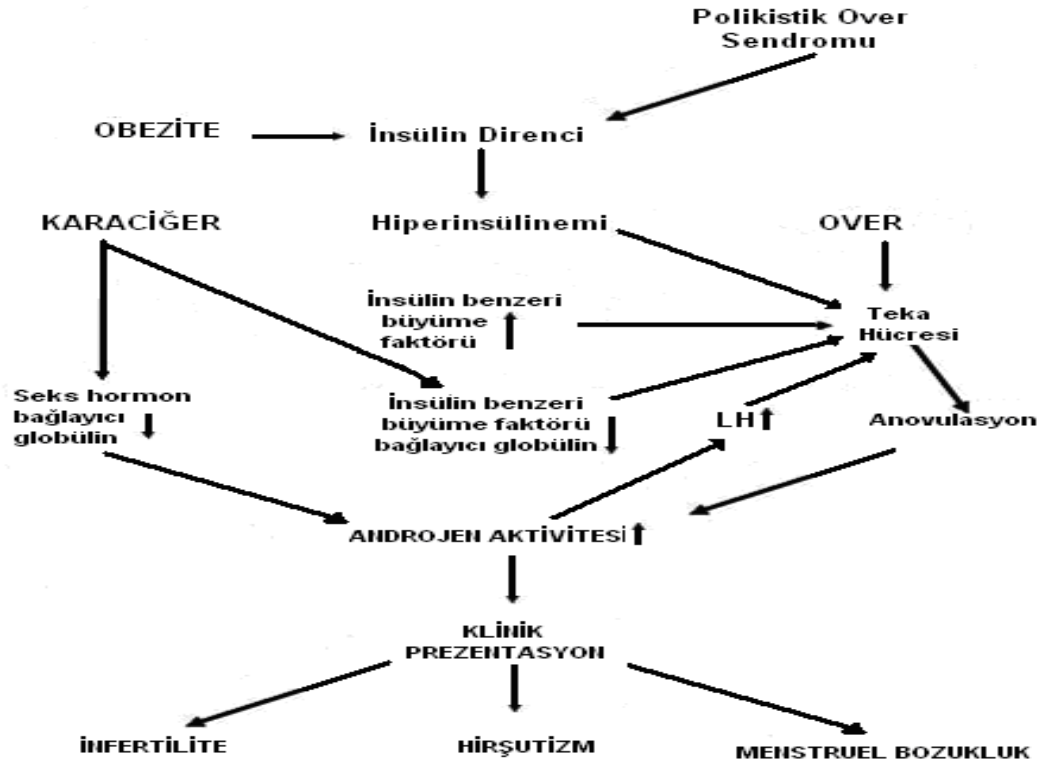 Polikistik Over
Sendromu
OBEZİTE
İnsülin Direnci
KARACİĞER
Hiperinsülinemi
OVER
İnsülin benzeri
büyüme
faktörü
Teka
Hücresi
Seks hormon
bağlayıcı
globülin
İnsülin benzeri
büyüme faktörü
bağlayıcı globülin
LH
Anovulasyon
ANDROJEN AKTİVİTESİ
KLİNİK
PREZENTASYON
İNFERTİLİTE
HİRŞUTİZM
MENSTRUEL BOZUKLUK